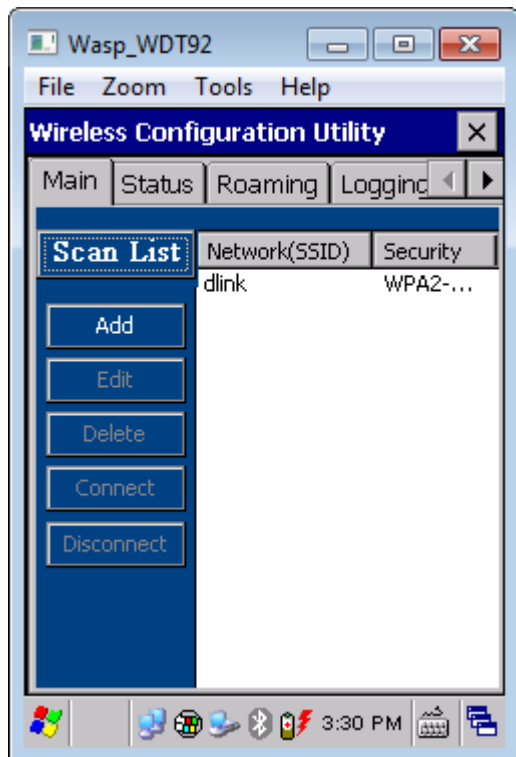 Wasp_WDT92
File Zoom Tools Help
Wireless Configuration Utility
Main Status Roaming Logging
Scan List Network(SSID) Security
dlink WPA2-...
Add
Edit
Delete
Connect
Disconnect
3:30 PM